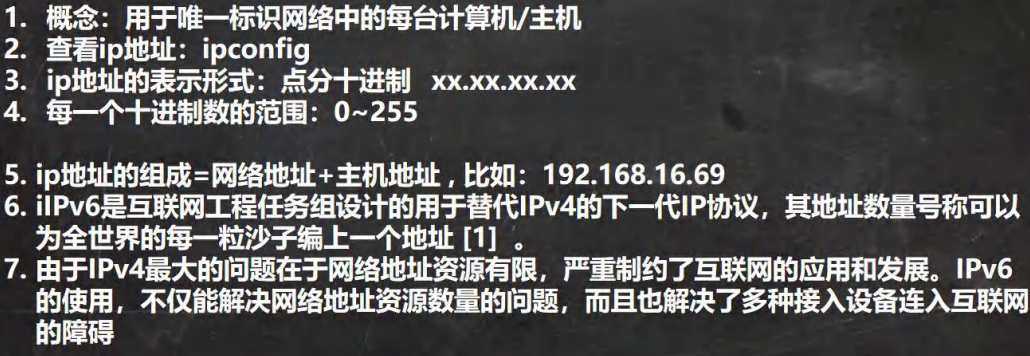 1. 概念：用于唯一标识网络中的每台计算机/主机
2. 查看ip地址：ipconfig
3. ip地址的表示形式：点分十进制 xx.xx.xx.xx
4. 每一个十进制数的范围：0~255
5. ip地址的组成=网络地址+主机地址 , 比如：192.168.16.69
6. iIPv6是互联网工程任务组设计的用于替代IPv4的下一代IP协议，其地址数量号称可以
为全世界的每一粒沙子编上一个地址 [1] 。
7. 由于IPv4最大的问题在于网络地址资源有限，严重制约了互联网的应用和发展。IPv6
的使用，不仅能解决网络地址资源数量的问题，而且也解决了多种接入设备连入互联网
的障碍